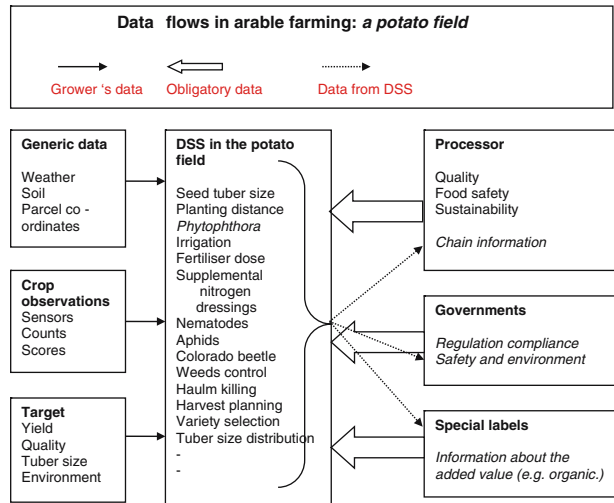 Data flows in arable farming: a potato field
Grower 's data
Obligatory data
Data from DSS
Generic data
Weather
Soil
Parcel co -
ordinates
Crop
observations
Sensors
Counts
Scores
Target
Yield
Quality
Tuber size
Environment
DSS in the potato
field
Seed tuber size
Planting distance
Phytophthora
Irrigation
Fertiliser dose
Supplemental
nitrogen
dressings
Nematodes
Aphids
Colorado beetle
Weeds control
Haulm killing
Harvest planning
Variety selection
Tuber size distribution
-
-
Processor
Quality
Food safety
Sustainability
Chain information
Governments
Regulation compliance
Safety and environment
Special labels
Information about the
added value (e.g. organic.)